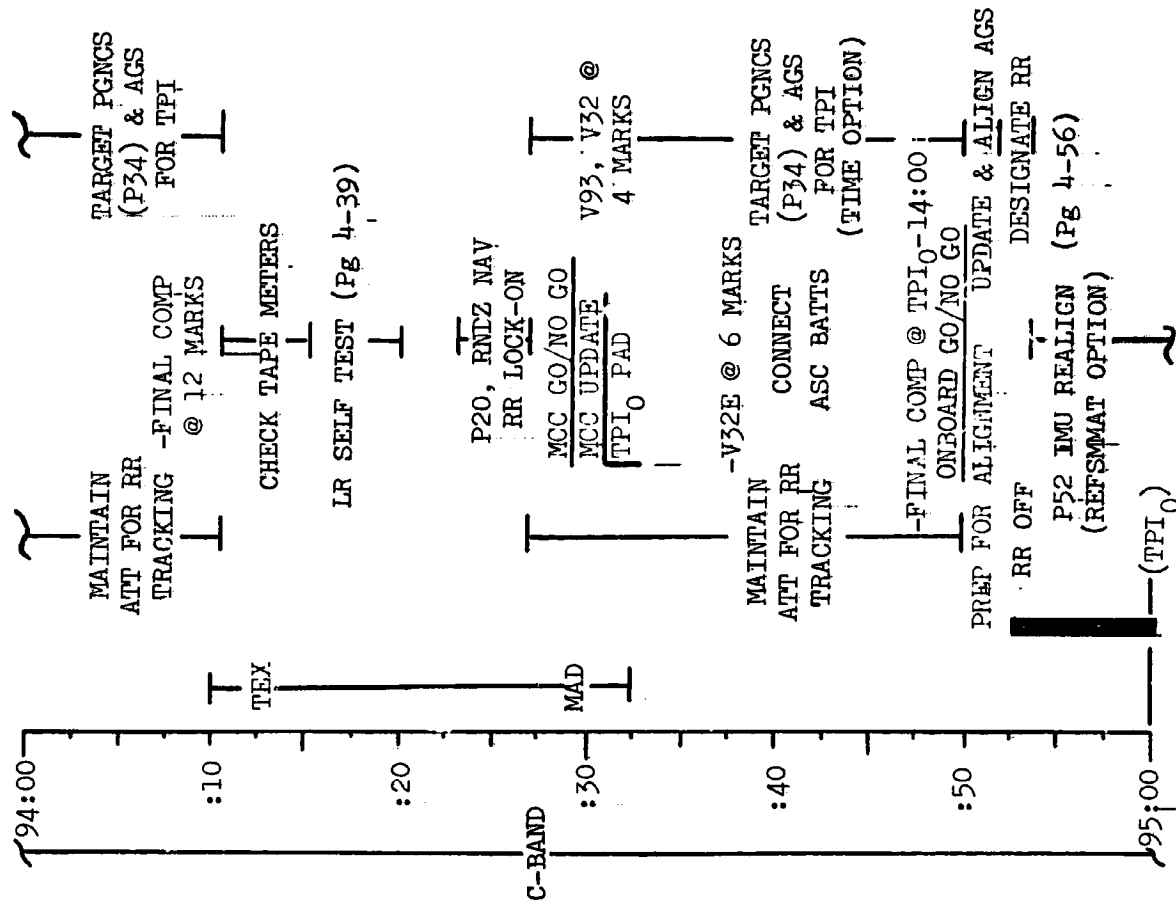 94:00
:10
:20
:30
:40
:50
95:00
C-BAND
TEX
MAD
(TPI0)
MAINTAIN
ATT FOR RR
TRACKING
-FINAL COMP
@ 12 MARKS
TARGET PGNCS
(P34) & AGS
FOR TPI
CHECK TAPE METERS
LR SELF TEST (Pg 4-39)
P20, RNDZ NAV
RR LOCK-ON
MCC GO/NO GO
MCC UPDATE
TPI0 PAD
V93, V32 @
4 MARKS
-V32E @ 6 MARKS
MAINTAIN
ATT FOR RR
TRACKING
CONNECT
ASC BATTS
TARGET PGNCS
(P34) & AGS
FOR TPI
(TIME OPTION)
-FINAL COMP @ TPI0-14:00
ONBOARD GO/NO GO
PREP FOR ALIGNMENT UPDATE & ALIGN AGS
RR OFF
DESIGNATE RR
P52 IMU REALIGN (Pg 4-56)
(REFSMMAT OPTION)